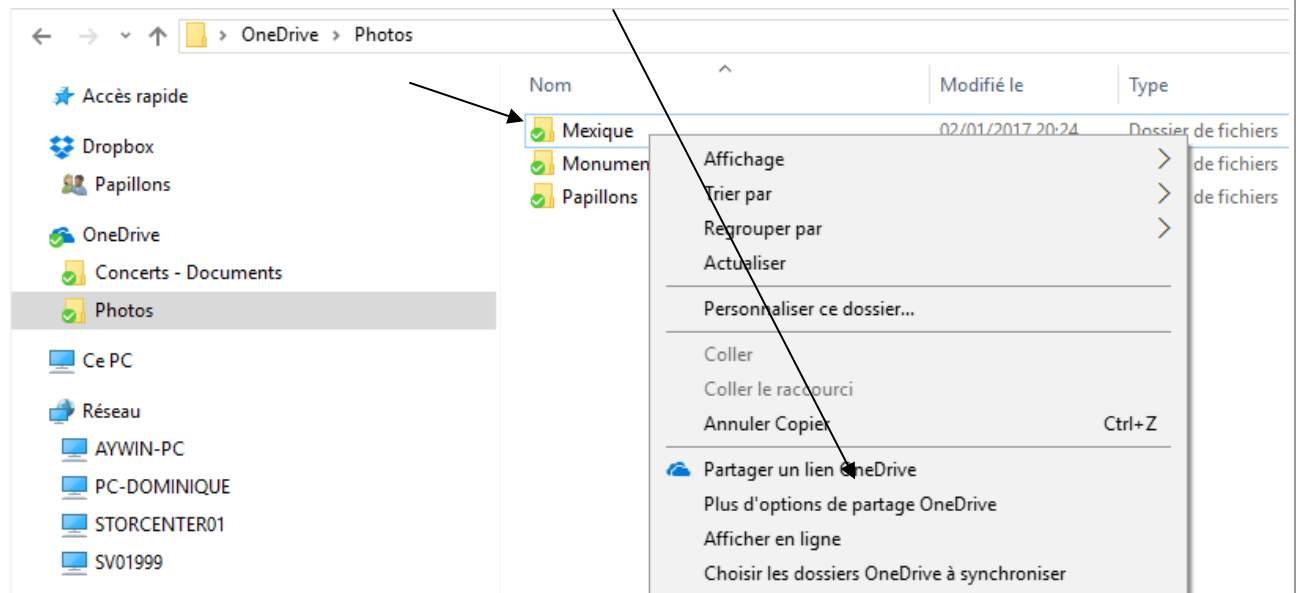 OneDrive > Photos
Accès rapide
Dropbox
Papillons
OneDrive
Concerts - Documents
Photos
Ce PC
Réseau
AYWIN-PC
PC-DOMINIQUE
STORCENTER01
SV01999
Nom Modifié le Type
Mexique 02/01/2017 20:24 Dossier de fichiers
Monumen de fichiers
Papillons de fichiers
Affichage
Trier par
Regrouper par
Actualiser
Personnaliser ce dossier...
Coller
Coller le raccourci
Annuler Copier Ctrl+Z
Partager un lien OneDrive
Plus d'options de partage OneDrive
Afficher en ligne
Choisir les dossiers OneDrive à synchroniser